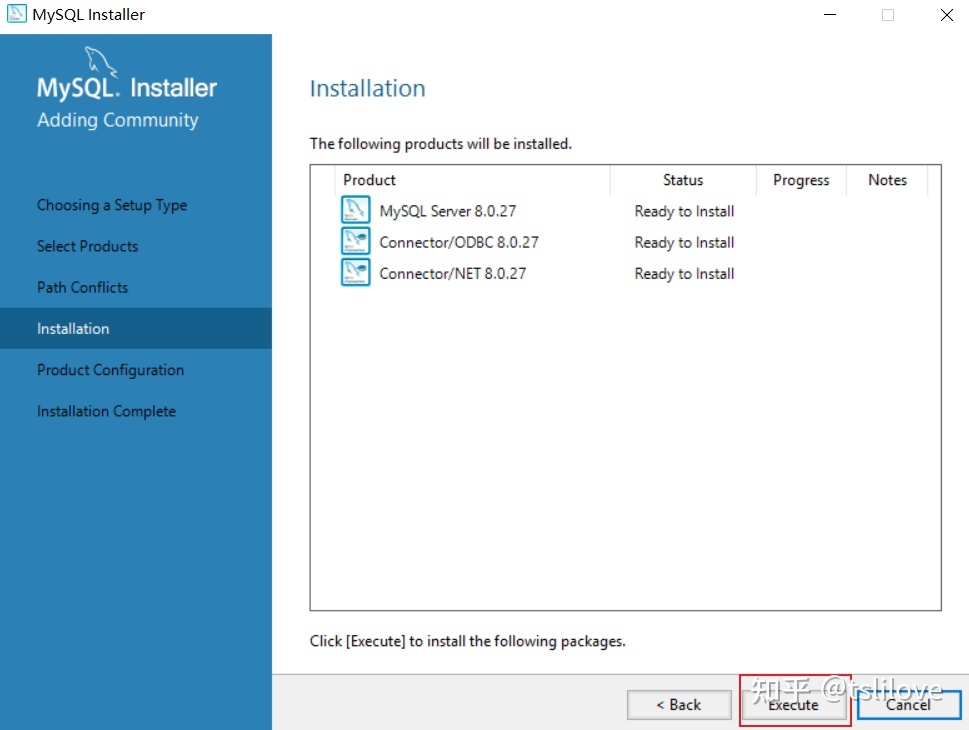 MySQL Installer
MySQL. Installer
Adding Community
Choosing a Setup Type
Select Products
Path Conflicts
Installation
Product Configuration
Installation Complete
Installation
The following products will be installed.
Product Status Progress Notes
MySQL Server 8.0.27 Ready to Install
Connector/ODBC 8.0.27 Ready to Install
Connector/NET 8.0.27 Ready to Install
Click [Execute] to install the following packages.
< Back Execute Cancel
知乎 @tslilove